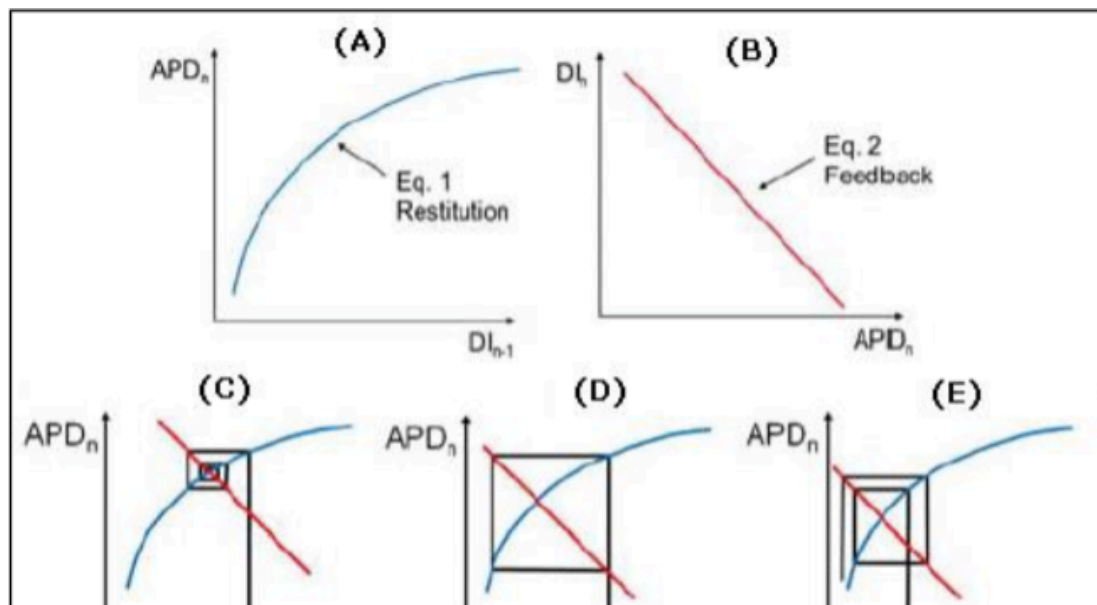 (A)
APDₙ
Eq. 1
Restitution
DIₙ₋₁
(B)
DIₙ
Eq. 2
Feedback
APDₙ
(C)
APDₙ
(D)
APDₙ
(E)
APDₙ